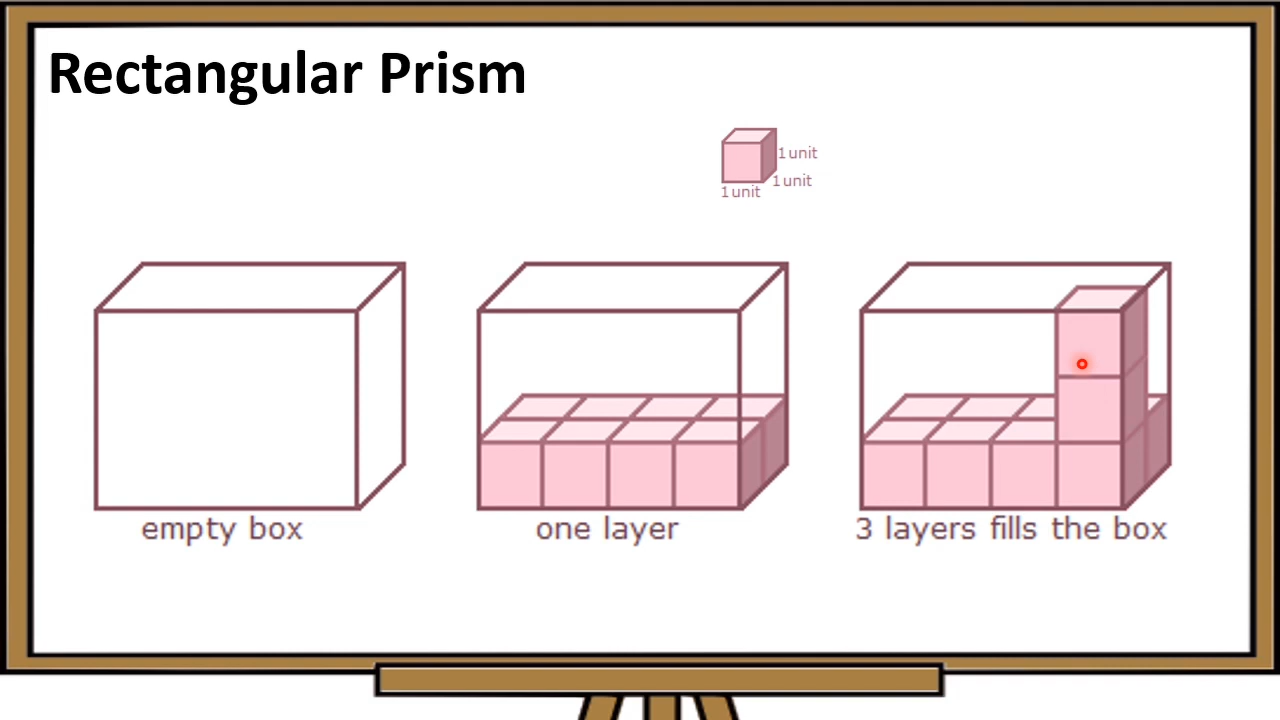 Rectangular Prism
1 unit
1 unit
1 unit
empty box
one layer
3 layers fills the box